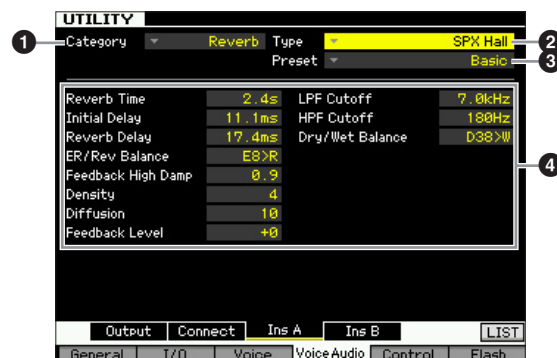 UTILITY
1 Category Reverb Type SPX Hall 2
Preset Basic 3
Reverb Time 2.4s LPF Cutoff 7.0kHz
Initial Delay 11.1ms HPF Cutoff 180Hz
Reverb Delay 17.4ms Dry/Wet Balance D38>W
ER/Rev Balance E8>R 4
Feedback High Damp 0.9
Density 4
Diffusion 10
Feedback Level +0
Output Connect Ins A Ins B LIST
General I/O Voice Voice Audio Control Flash